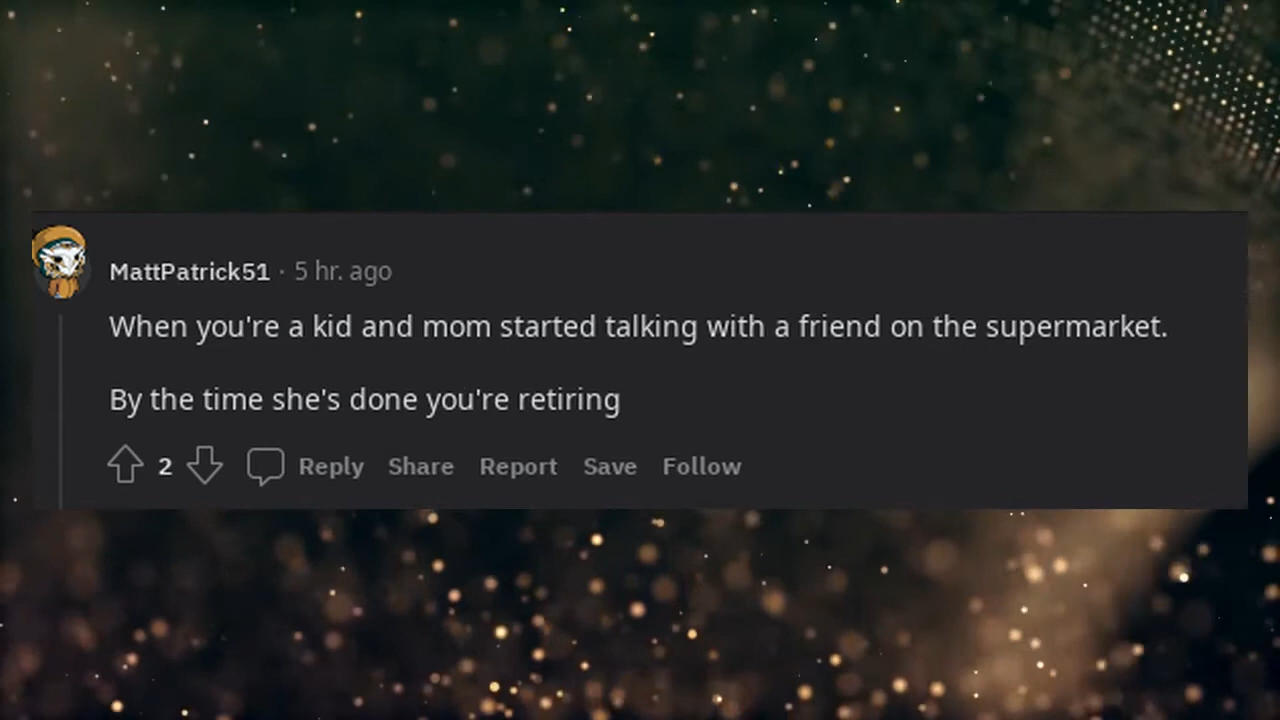 MattPatrick51 · 5 hr. ago
When you're a kid and mom started talking with a friend on the supermarket.
By the time she's done you're retiring
2 Reply Share Report Save Follow